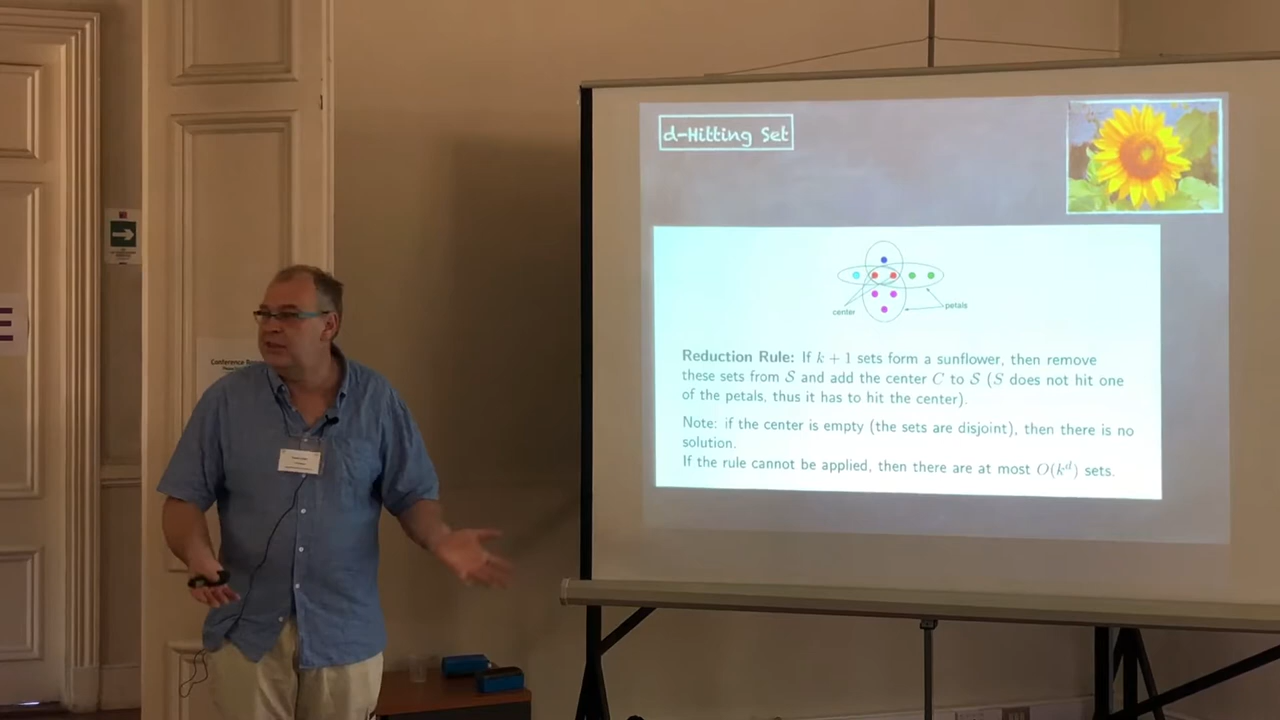 d-Hitting Set
center
petals
Reduction Rule: If k + 1 sets form a sunflower, then remove
these sets from S and add the center C to S (S does not hit one
of the petals, thus it has to hit the center).
Note: if the center is empty (the sets are disjoint), then there is no
solution.
If the rule cannot be applied, then there are at most O(k^d) sets.
Conference